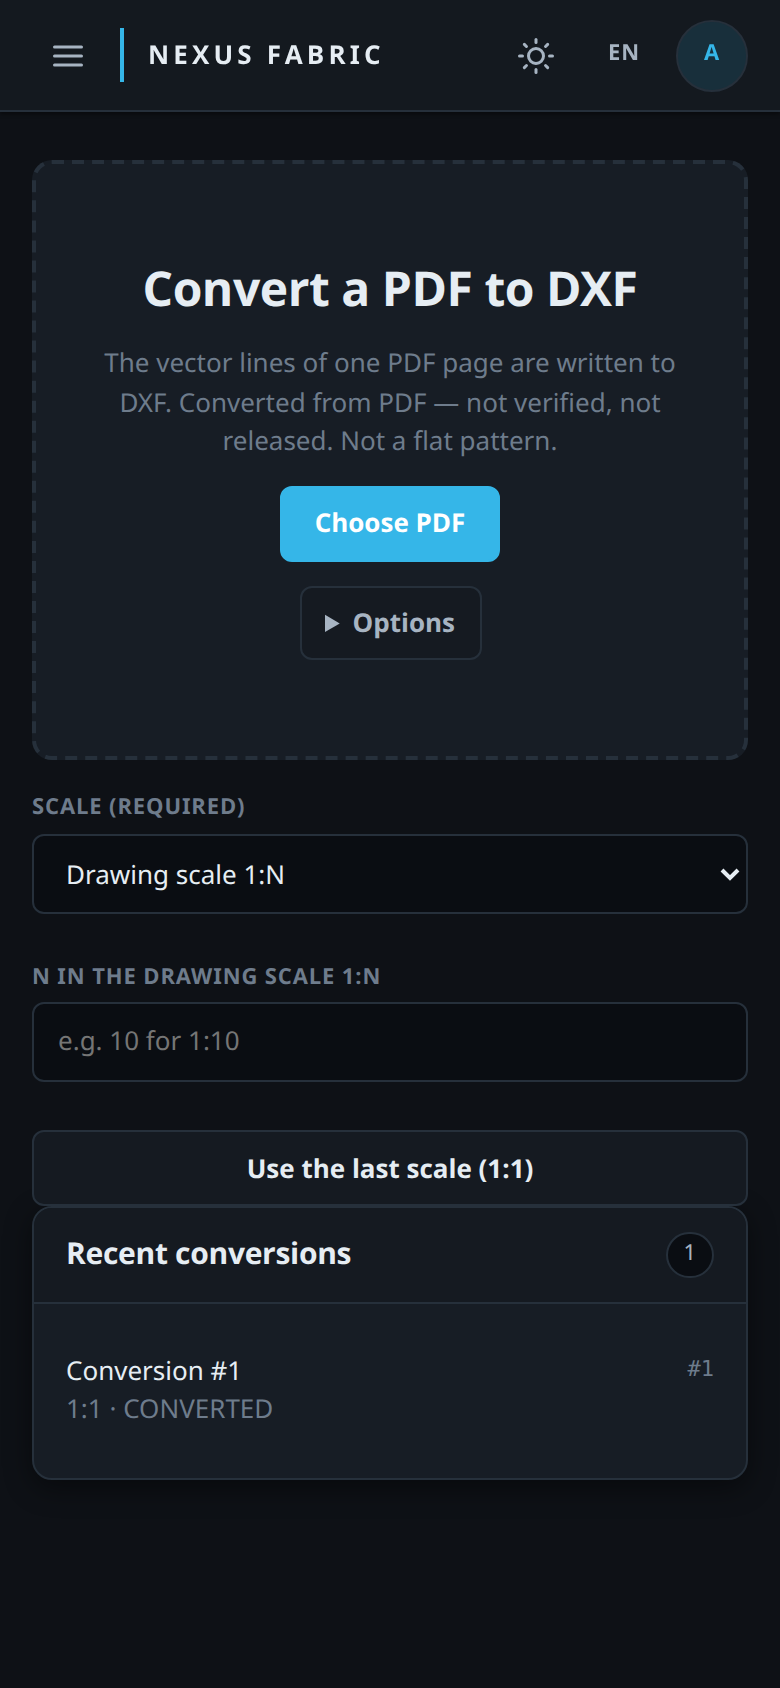 NEXUS FABRIC
EN
A
Convert a PDF to DXF
The vector lines of one PDF page are written to
DXF. Converted from PDF — not verified, not
released. Not a flat pattern.
Choose PDF
Options
SCALE (REQUIRED)
Drawing scale 1:N
N IN THE DRAWING SCALE 1:N
e.g. 10 for 1:10
Use the last scale (1:1)
Recent conversions
1
Conversion #1
#1
1:1 · CONVERTED